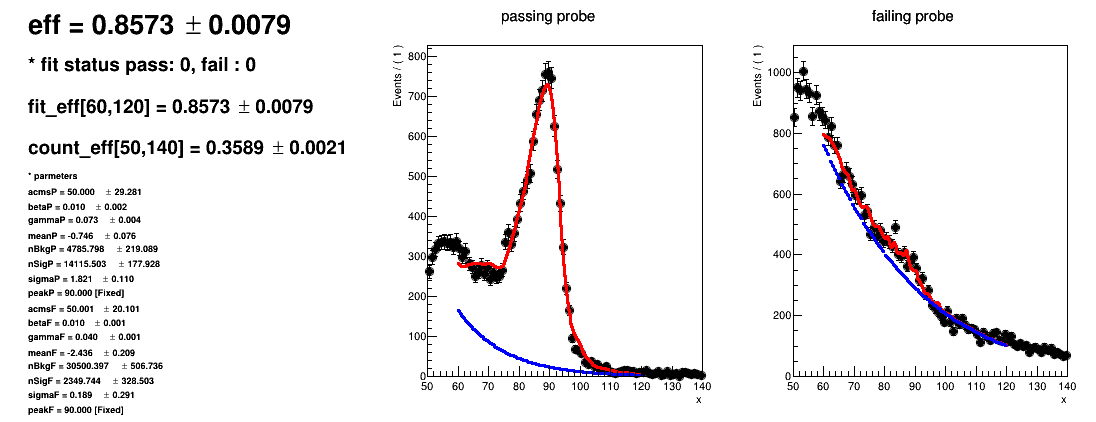 eff = 0.8573 ± 0.0079
* fit status pass: 0, fail : 0
fit_eff[60,120] = 0.8573 ± 0.0079
count_eff[50,140] = 0.3589 ± 0.0021
* parmeters
acmsP = 50.000 ± 29.281
betaP = 0.010 ± 0.002
gammaP = 0.073 ± 0.004
meanP = -0.746 ± 0.076
nBkgP = 4785.798 ± 219.089
nSigP = 14115.503 ± 177.928
sigmaP = 1.821 ± 0.110
peakP = 90.000 [Fixed]
acmsF = 50.001 ± 20.101
betaF = 0.010 ± 0.001
gammaF = 0.040 ± 0.001
meanF = -2.436 ± 0.209
nBkgF = 30500.397 ± 506.736
nSigF = 2349.744 ± 328.503
sigmaF = 0.189 ± 0.291
peakF = 90.000 [Fixed]
passing probe
Events / ( 1 )
800
700
600
500
400
300
200
100
0
50 60 70 80 90 100 110 120 130 140
x
failing probe
Events / ( 1 )
1000
800
600
400
200
0
50 60 70 80 90 100 110 120 130 140
x